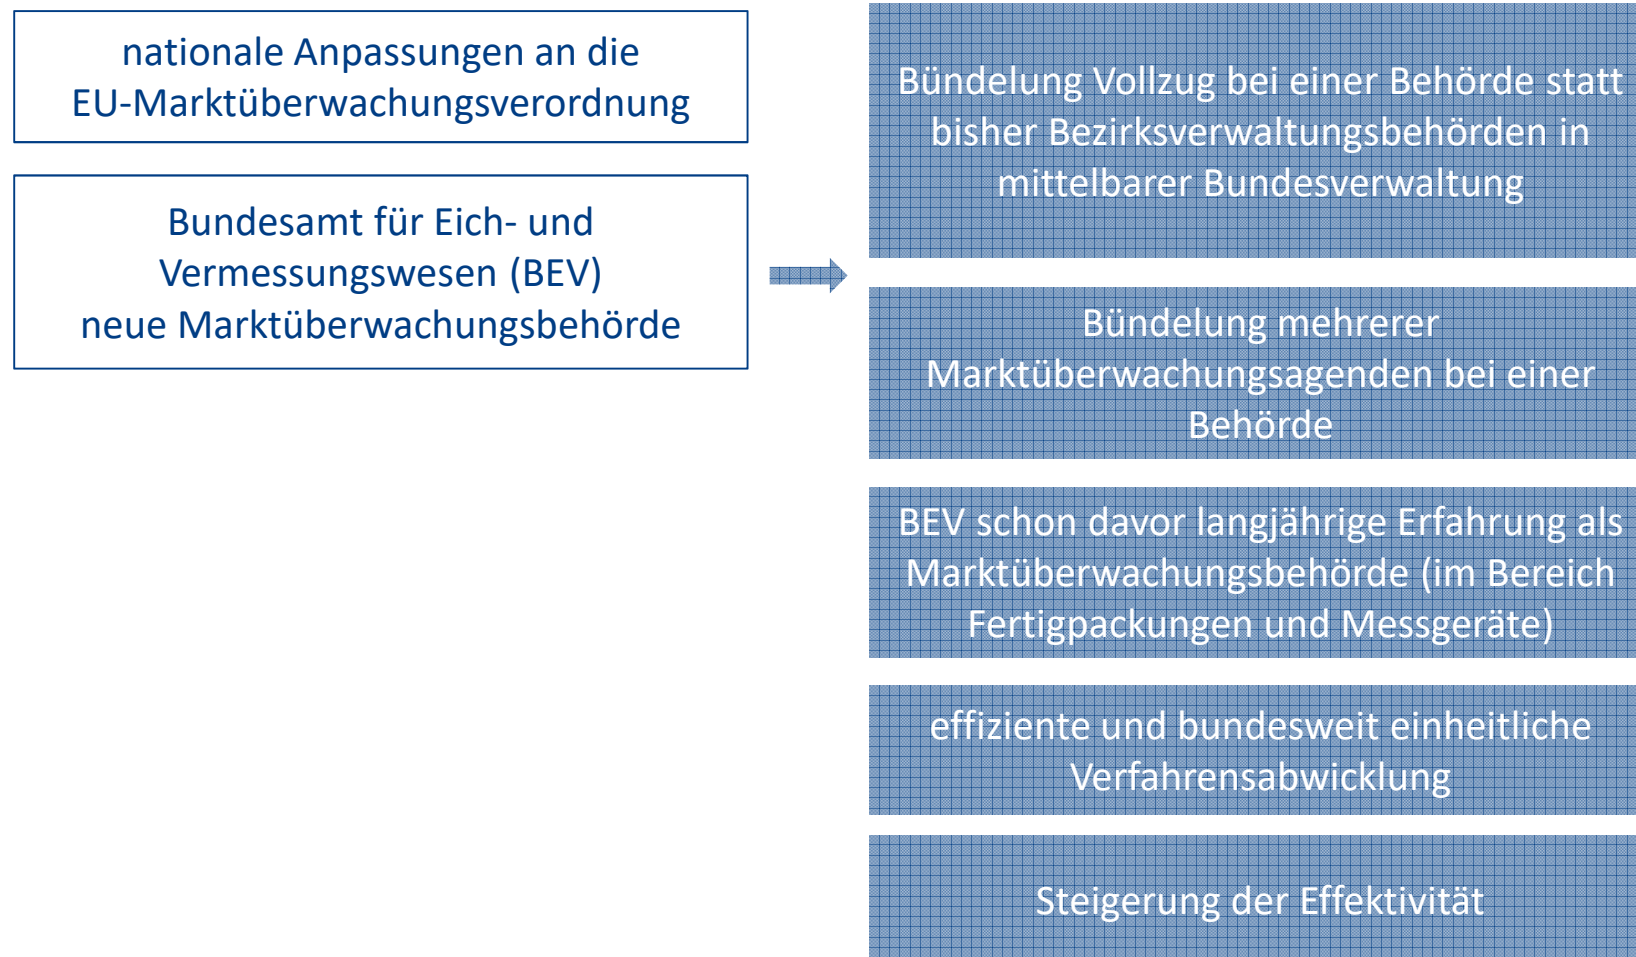 nationale Anpassungen an die
EU-Marktüberwachungsverordnung
Bundesamt für Eich- und
Vermessungswesen (BEV)
neue Marktüberwachungsbehörde
Bündelung Vollzug bei einer Behörde statt
bisher Bezirksverwaltungsbehörden in
mittelbarer Bundesverwaltung
Bündelung mehrerer
Marktüberwachungsagenden bei einer
Behörde
BEV schon davor langjährige Erfahrung als
Marktüberwachungsbehörde (im Bereich
Fertigpackungen und Messgeräte)
effiziente und bundesweit einheitliche
Verfahrensabwicklung
Steigerung der Effektivität